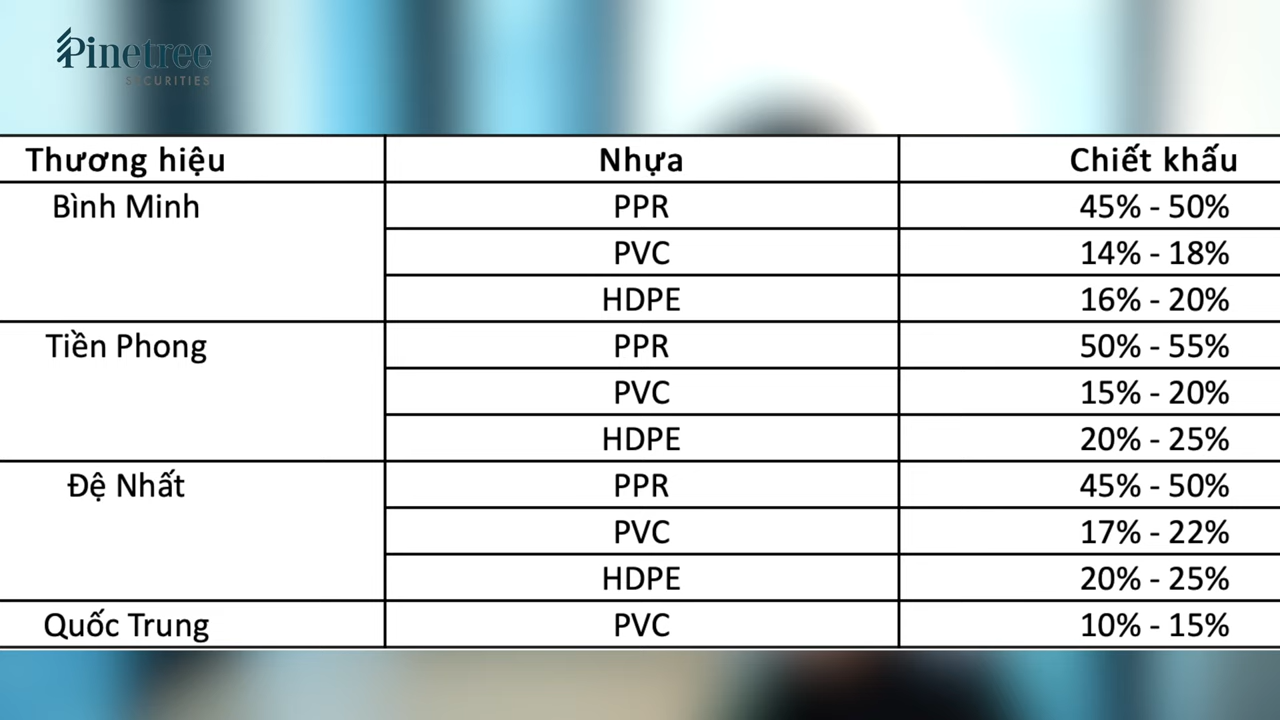 Pinetree
SECURITIES
Thương hiệu Nhựa Chiết khấu
Bình Minh PPR 45% - 50%
PVC 14% - 18%
HDPE 16% - 20%
Tiền Phong PPR 50% - 55%
PVC 15% - 20%
HDPE 20% - 25%
Đệ Nhất PPR 45% - 50%
PVC 17% - 22%
HDPE 20% - 25%
Quốc Trung PVC 10% - 15%